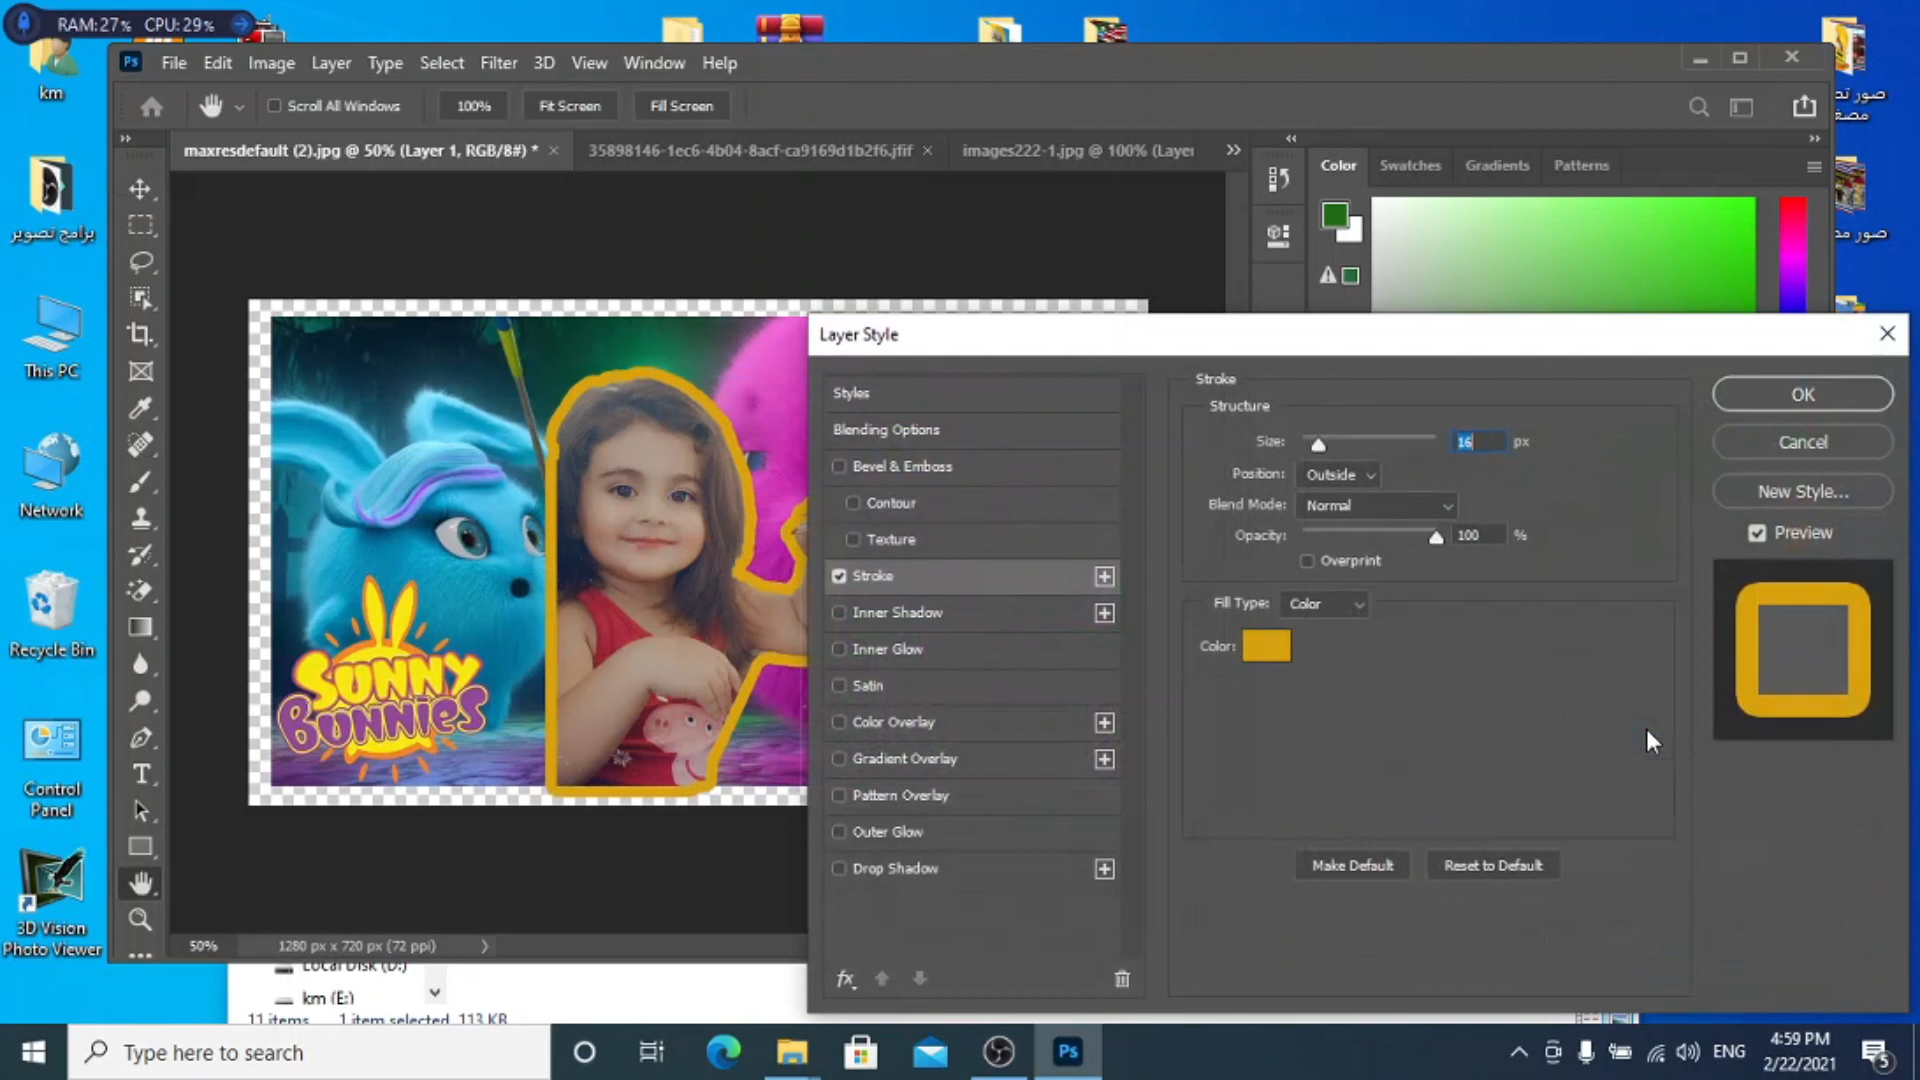 RAM:27% CPU:29%
File Edit Image Layer Type Select Filter 3D View Window Help
km
Scroll All Windows 100% Fit Screen Fill Screen
maxresdefault (2).jpg @ 50% (Layer 1, RGB/8#) *
35898146-1ec6-4b04-8acf-ca9169d1b2f6.jfif
images222-1.jpg @ 100% (Layer
Color Swatches Gradients Patterns
برامج تصوير
This PC
Network
Recycle Bin
Control
Panel
3D Vision
Photo Viewer
SUNNY
BUNNiES
Layer Style
Styles
Blending Options
Bevel & Emboss
Contour
Texture
Stroke
Inner Shadow
Inner Glow
Satin
Color Overlay
Gradient Overlay
Pattern Overlay
Outer Glow
Drop Shadow
fx
Stroke
Structure
Size: 16 px
Position: Outside
Blend Mode: Normal
Opacity: 100 %
Overprint
Fill Type: Color
Color:
Make Default Reset to Default
OK
Cancel
New Style...
Preview
50% 1280 px x 720 px (72 ppi)
Local Disk (D:)
km (E:)
11 items 1 item selected 113 KB
Type here to search
Ps
ENG
4:59 PM
2/22/2021
5